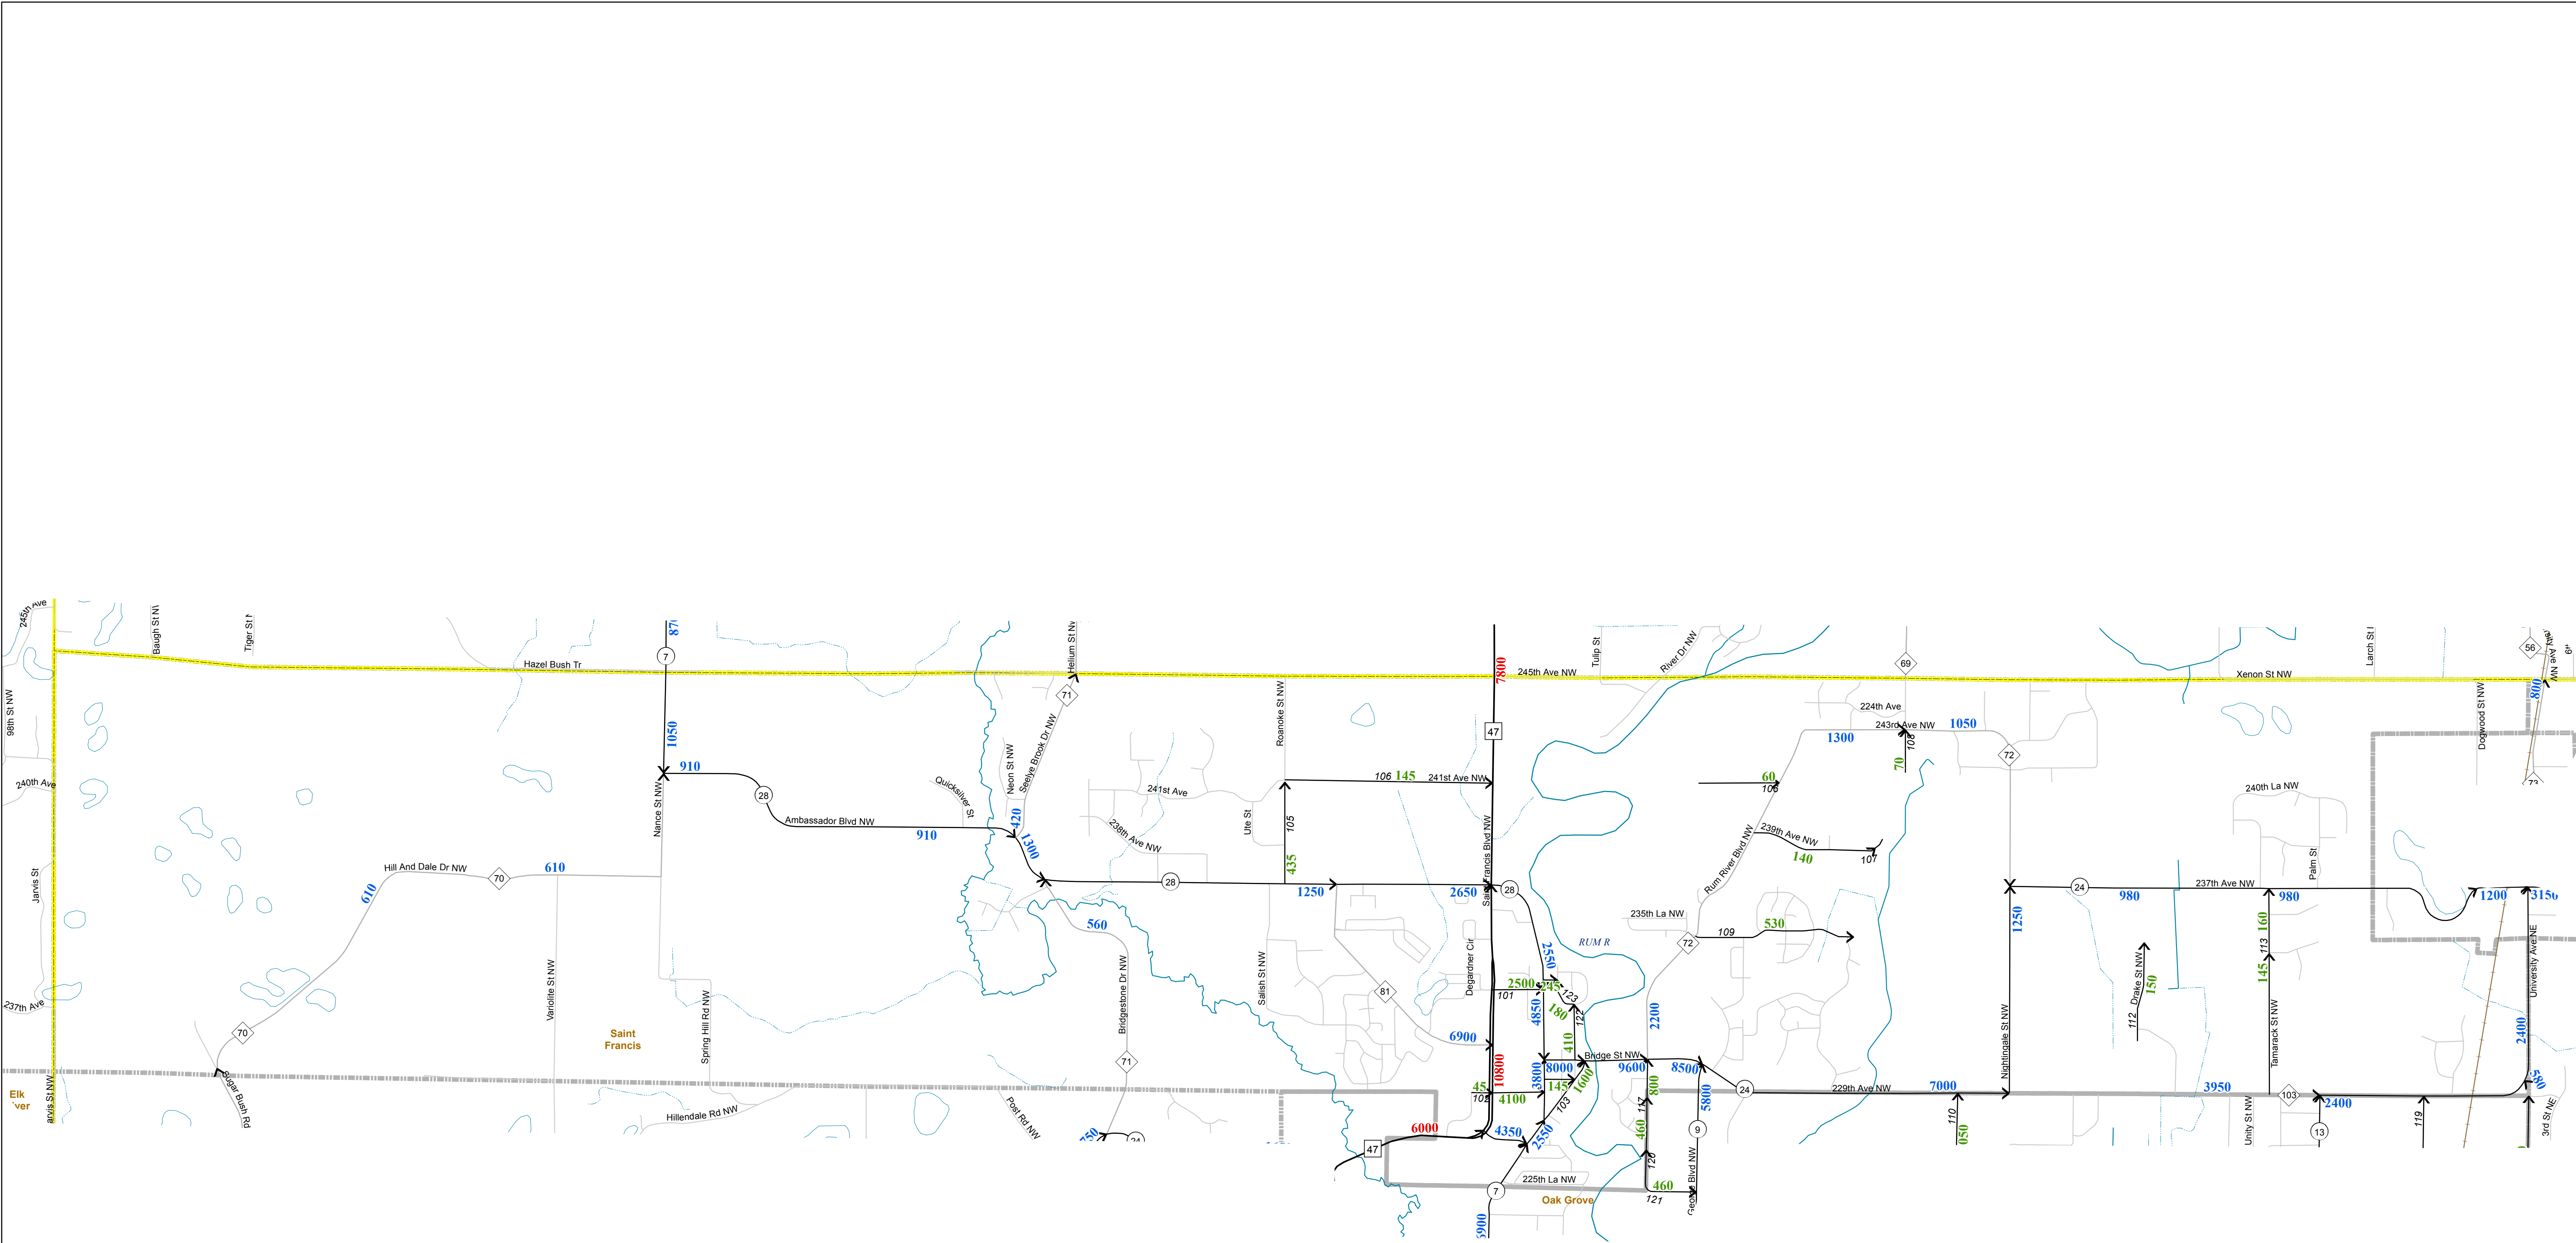 245th Ave
Baugh St
Tiger St
7
Helium St
7800
Tulip St
River Dr NW
69
Larch St
56
Hazel Bush Tr
245th Ave NW
Xenon St NW
98th St NW
71
Roanoke St NW
224th Ave
Dogwood St NW
800
1050
Seelye Brook Dr NW
Neon St NW
47
243rd Ave NW
1050
1300
108
72
910
70
240th Ave
28
Quicksilver St
241st Ave
106
145
241st Ave NW
60
106
240th La NW
Nance St NW
Ambassador Blvd NW
910
420
1300
238th Ave NW
Ute St
105
435
Rum River Blvd NW
239th Ave NW
140
107
Palm St
Jarvis St
Hill And Dale Dr NW
70
610
610
28
1250
2650
28
24
237th Ave NW
980
980
1200
560
235th La NW
109
530
72
RUM R
1250
160
113
145
Degardner Cir
2550
237th Ave
Variolite St NW
Spring Hill Rd NW
Bridgestone Dr NW
Salish St NW
81
2500
101
245
123
180
122
4850
2200
Nightingale St NW
Drake St NW
150
112
Tamarack St NW
University Ave NE
2400
70
Saint
Francis
6900
410
71
10800
3800
8000
Bridge St NW
9600
8500
1600
145
Elk
Sugar Bush Rd
Hillendale Rd NW
Post Rd NW
45
102
4100
103
800
117
5800
24
229th Ave NW
7000
3950
103
2400
580
6000
4350
2550
460
9
110
Unity St NW
13
119
3rd St NE
47
120
225th La NW
7
460
121
Oak Grove